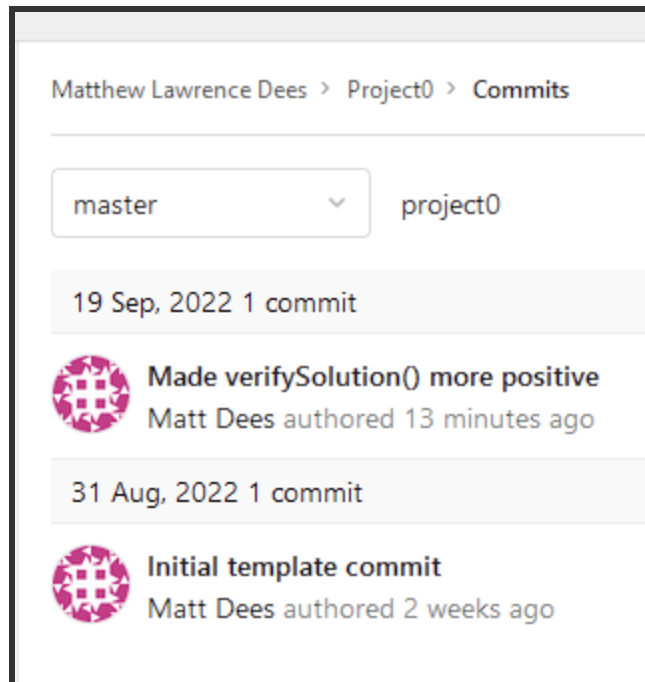 Matthew Lawrence Dees > Project0 > Commits
master project0
19 Sep, 2022 1 commit
Made verifySolution() more positive
Matt Dees authored 13 minutes ago
31 Aug, 2022 1 commit
Initial template commit
Matt Dees authored 2 weeks ago